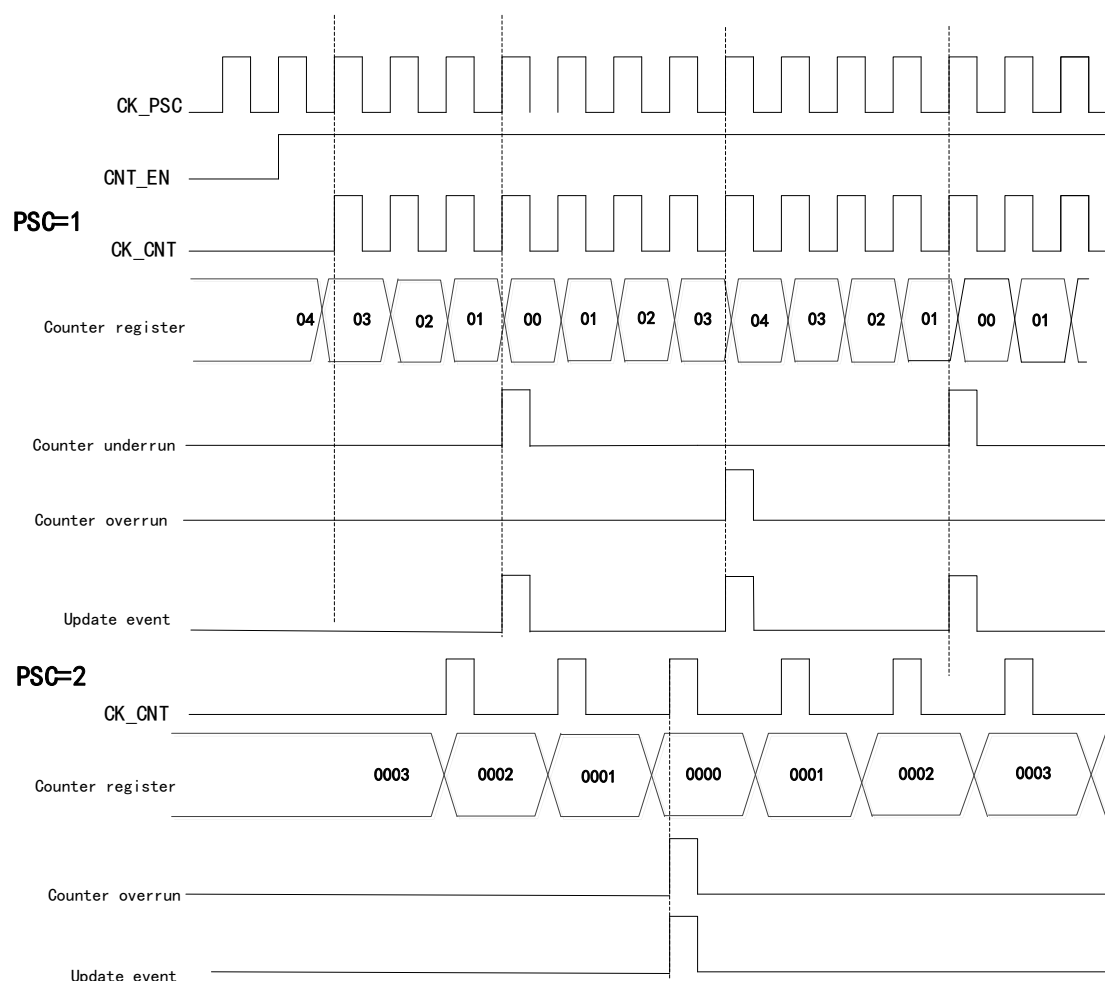 CK_PSC
CNT_EN
PSC=1
CK_CNT
Counter register 04 03 02 01 00 01 02 03 04 03 02 01 00 01
Counter underrun
Counter overrun
Update event
PSC=2
CK_CNT
Counter register 0003 0002 0001 0000 0001 0002 0003
Counter overrun
Update event